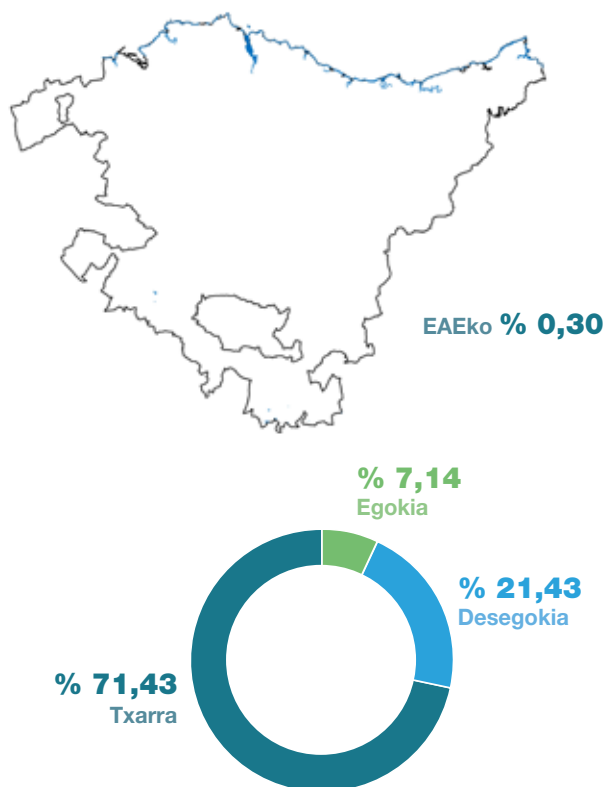 EAEko % 0,30
% 7,14
Egokia
% 21,43
Desegokia
% 71,43
Txarra